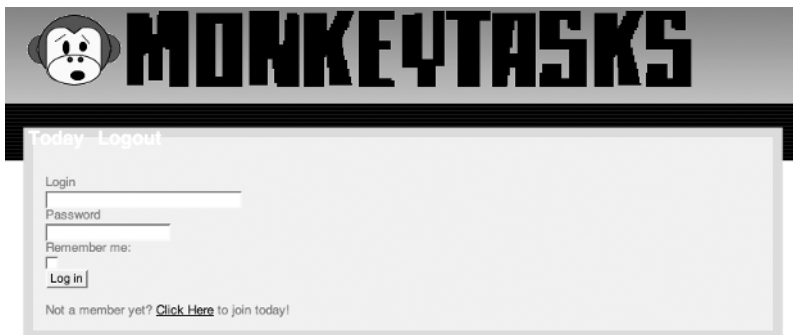 MONKEYTASKS
Today Logout
Login
Password
Remember me:
Log in
Not a member yet? Click Here to join today!